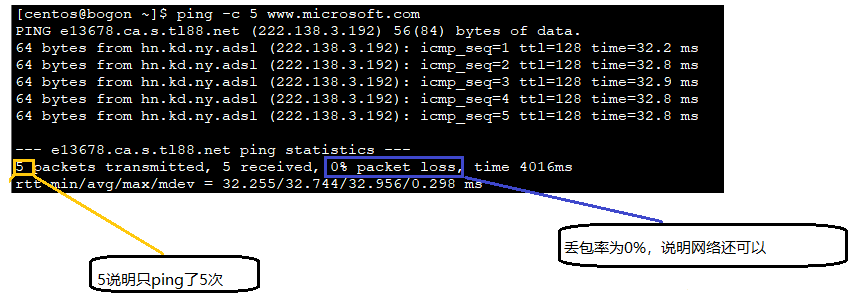 [centos@bogon ~]$ ping -c 5 www.microsoft.com
PING e13678.ca.s.tl88.net (222.138.3.192) 56(84) bytes of data.
64 bytes from hn.kd.ny.adsl (222.138.3.192): icmp_seq=1 ttl=128 time=32.2 ms
64 bytes from hn.kd.ny.adsl (222.138.3.192): icmp_seq=2 ttl=128 time=32.8 ms
64 bytes from hn.kd.ny.adsl (222.138.3.192): icmp_seq=3 ttl=128 time=32.9 ms
64 bytes from hn.kd.ny.adsl (222.138.3.192): icmp_seq=4 ttl=128 time=32.8 ms
64 bytes from hn.kd.ny.adsl (222.138.3.192): icmp_seq=5 ttl=128 time=32.8 ms
--- e13678.ca.s.tl88.net ping statistics ---
5 packets transmitted, 5 received, 0% packet loss, time 4016ms
rtt min/avg/max/mdev = 32.255/32.744/32.956/0.298 ms
丢包率为0%，说明网络还可以
5说明只ping了5次